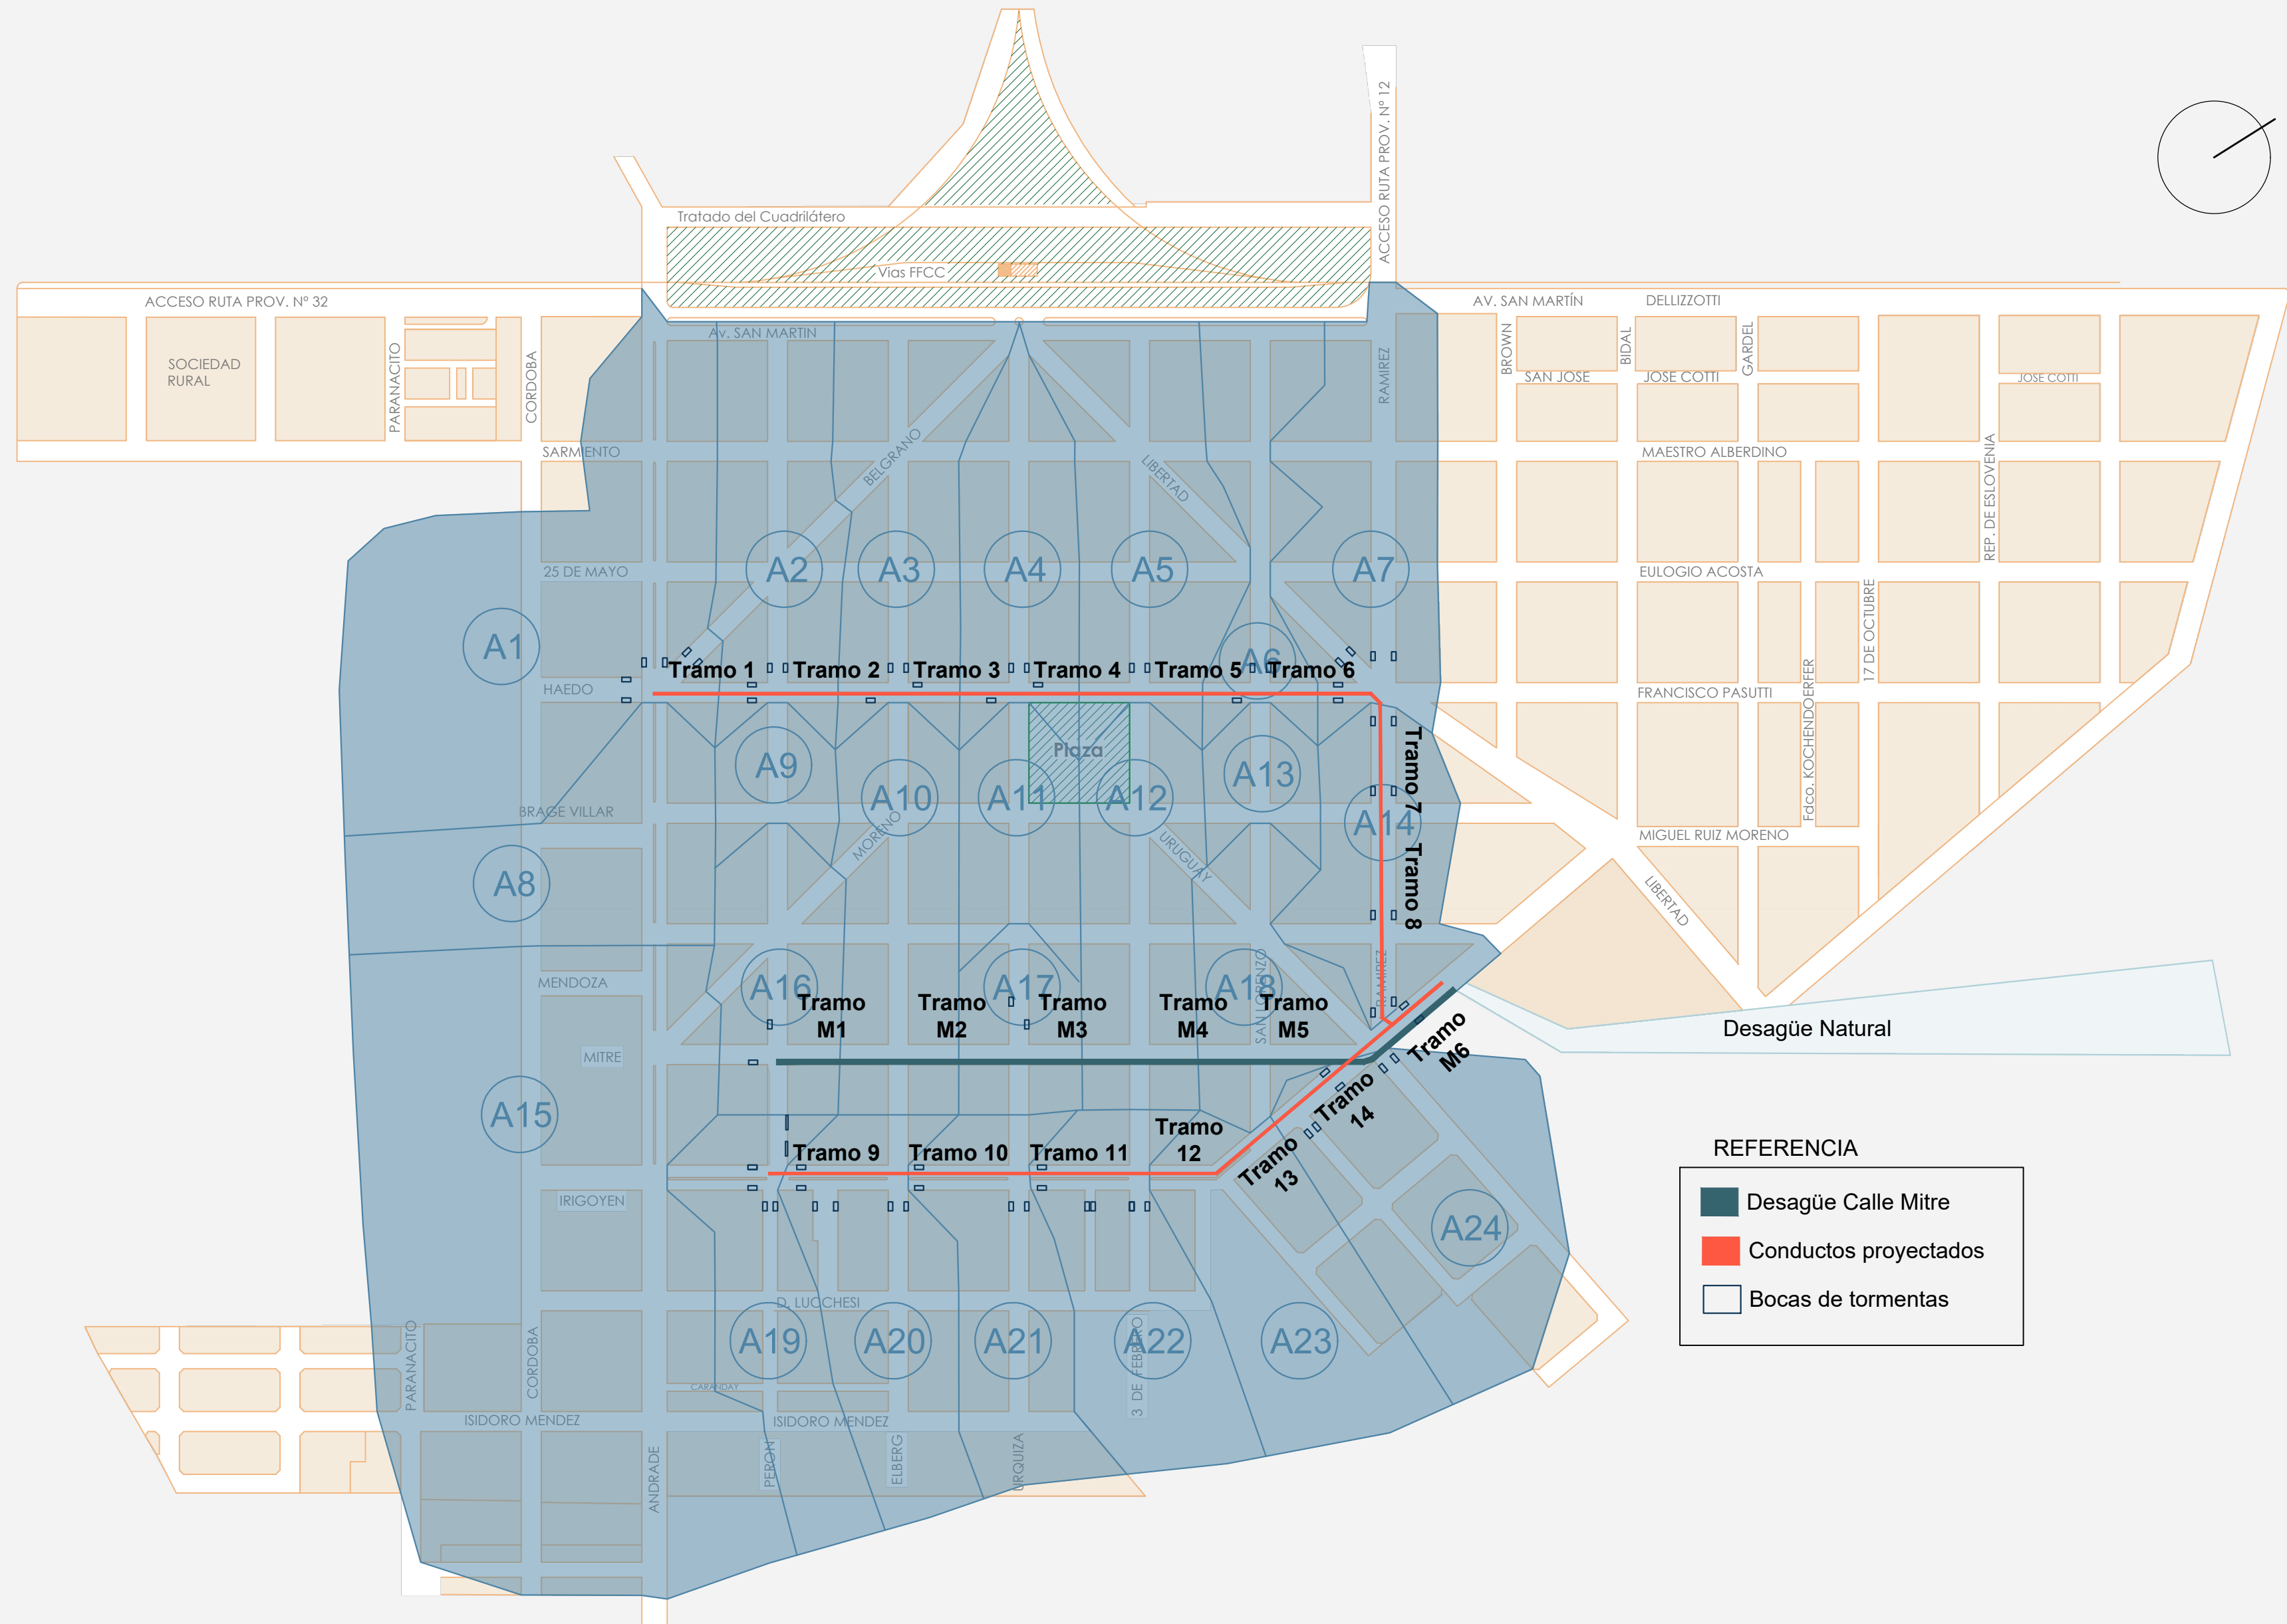 ACCESO RUTA PROV. Nº 12
Tratado del Cuadrilátero
Vias FFCC
ACCESO RUTA PROV. Nº 32
AV. SAN MARTÍN
DELLIZZOTTI
Av. SAN MARTIN
SOCIEDAD
RURAL
PARANACITO
CORDOBA
RAMIREZ
BROWN
BIDAL
GARDEL
SAN JOSE
JOSE COTTI
JOSE COTTI
SARMIENTO
BELGRANO
LIBERTAD
MAESTRO ALBERDINO
REP. DE ESLOVENIA
25 DE MAYO
A2
A3
A4
A5
A7
EULOGIO ACOSTA
17 DE OCTUBRE
A1
A6
Tramo 1
Tramo 2
Tramo 3
Tramo 4
Tramo 5
Tramo 6
HAEDO
FRANCISCO PASUTTI
Fdco. KOCHENDOERFER
Tramo 7
Plaza
A9
A10
A11
A12
A13
A14
BRAGE VILLAR
MORENO
URUGUAY
MIGUEL RUIZ MORENO
Tramo 8
A8
LIBERTAD
MENDOZA
A16
A17
A18
SAN LORENZO
RAMIREZ
Tramo
M1
Tramo
M2
Tramo
M3
Tramo
M4
Tramo
M5
Tramo
M6
Desagüe Natural
MITRE
A15
Tramo 9
Tramo 10
Tramo 11
Tramo
12
Tramo
13
Tramo
14
IRIGOYEN
A24
REFERENCIA
Desagüe Calle Mitre
Conductos proyectados
Bocas de tormentas
D. LUCCHESI
A19
A20
A21
A22
A23
PARANACITO
CORDOBA
CARANDAY
3 DE FEBRERO
ISIDORO MENDEZ
ISIDORO MENDEZ
ANDRADE
PERON
ELBERG
URQUIZA